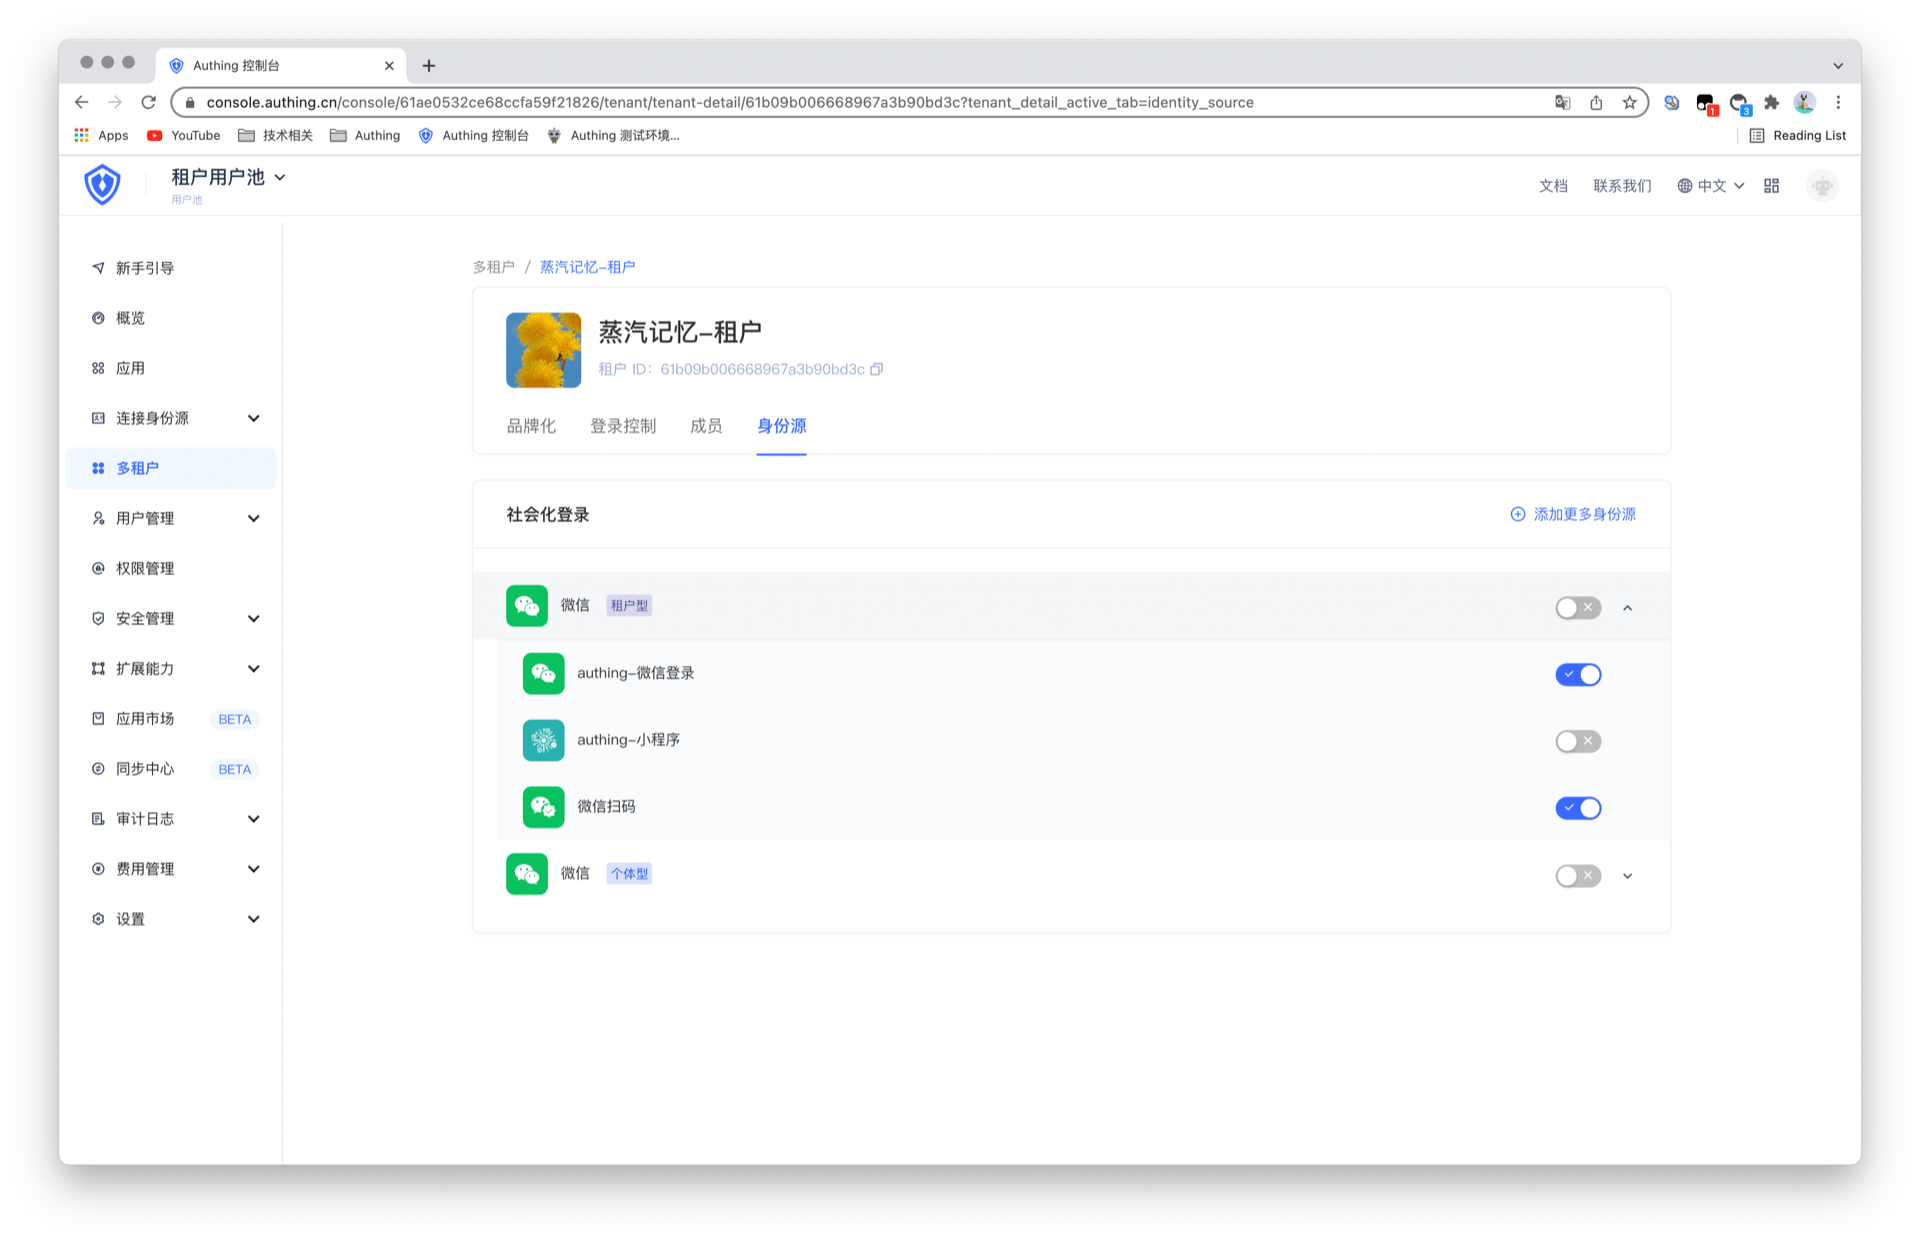 Authing 控制台
console.authing.cn/console/61ae0532ce68ccfa59f21826/tenant/tenant-detail/61b09b006668967a3b90bd3c?tenant_detail_active_tab=identity_source
1
3
Apps
YouTube
技术相关
Authing
Authing 控制台
Authing 测试环境...
Reading List
租户用户池
用户池
文档
联系我们
中文
新手引导
概览
应用
连接身份源
多租户
用户管理
权限管理
安全管理
扩展能力
应用市场 BETA
同步中心 BETA
审计日志
费用管理
设置
多租户 / 蒸汽记忆-租户
蒸汽记忆-租户
租户 ID: 61b09b006668967a3b90bd3c
品牌化
登录控制
成员
身份源
社会化登录
添加更多身份源
微信 租户型
authing-微信登录
authing-小程序
微信扫码
微信 个体型